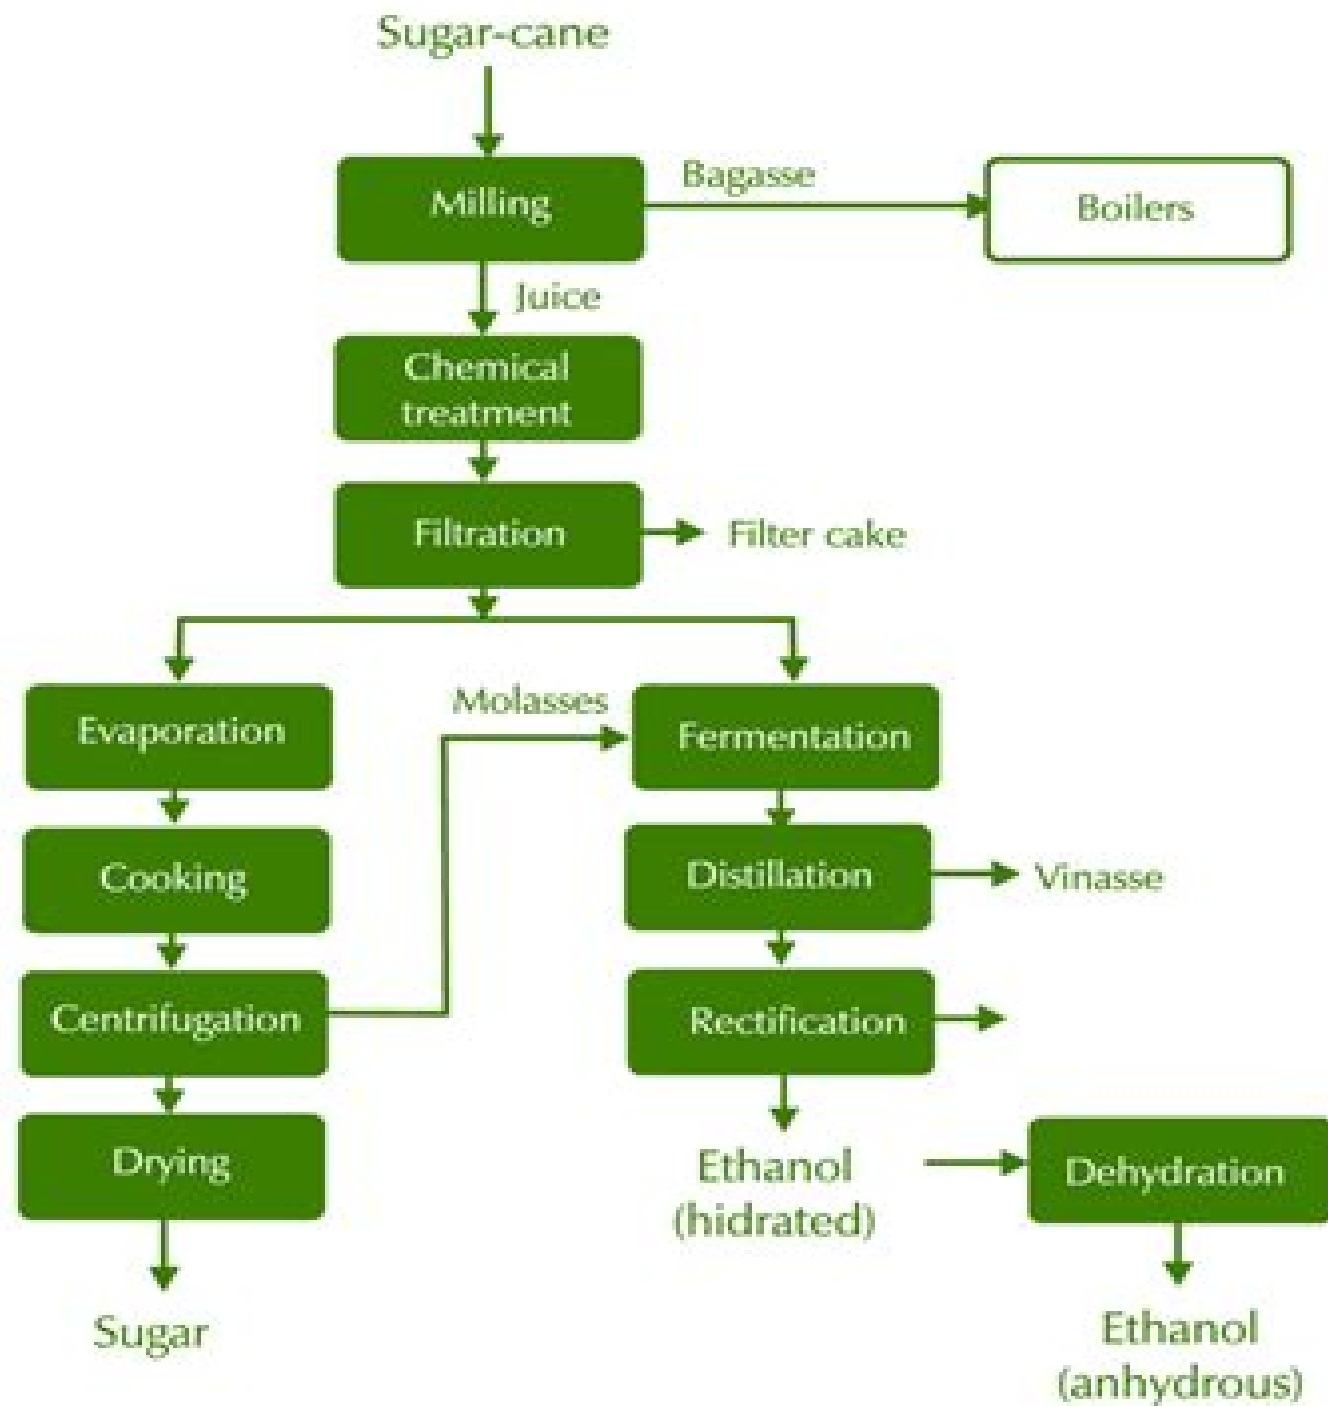 Sugar-cane
Milling
Bagasse
Boilers
Juice
Chemical
treatment
Filtration
Filter cake
Evaporation
Molasses
Fermentation
Cooking
Distillation
Vinasse
Centrifugation
Rectification
Drying
Ethanol
(hidrated)
Dehydration
Sugar
Ethanol
(anhydrous)